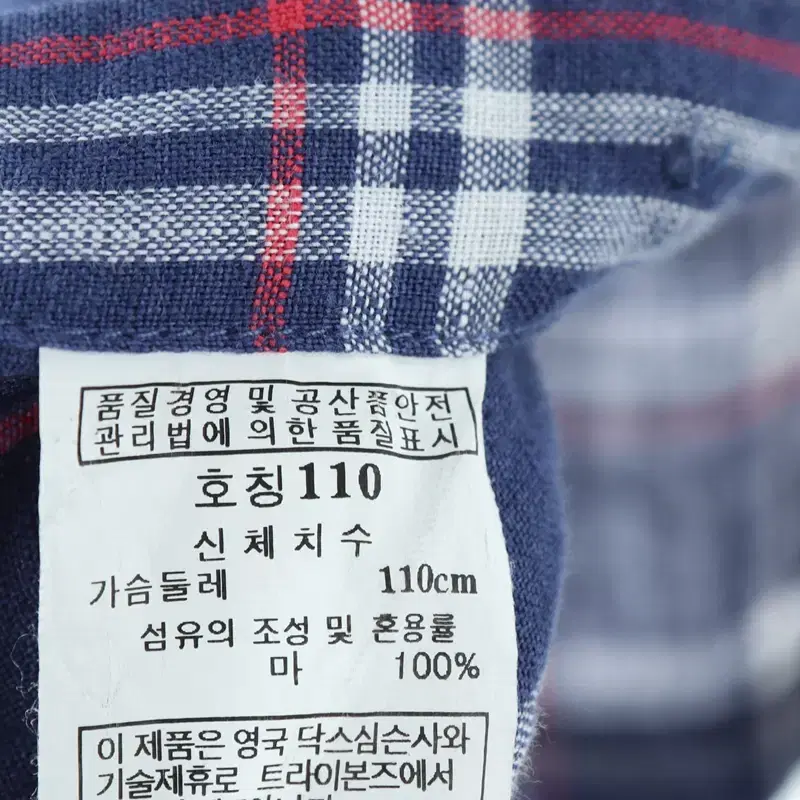 품질경영 및 공산품안전
관리법에 의한 품질표시
호칭 110
신체치수
가슴둘레 110cm
섬유의 조성 및 혼용률
마 100%
이 제품은 영국 닥스심슨사와
기술제휴로 트라이본즈에서